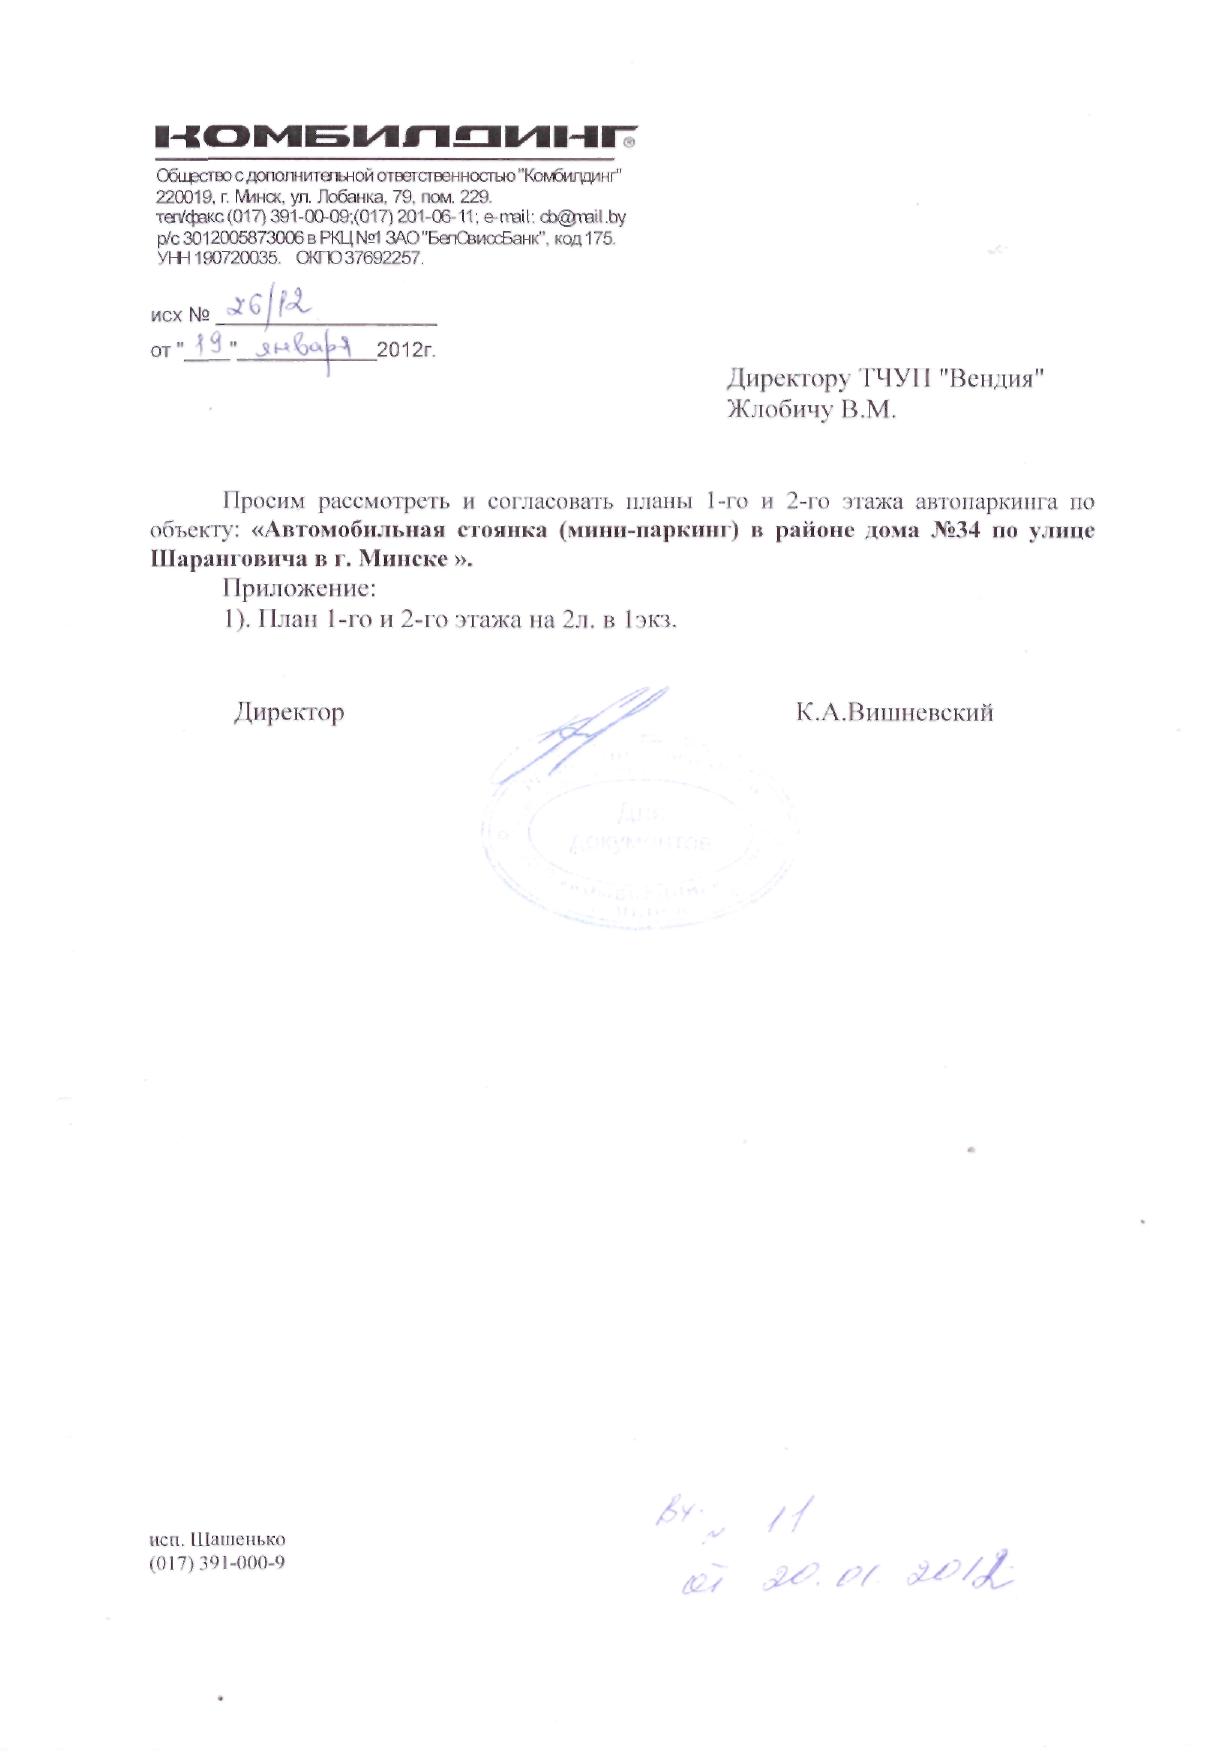 КОМБИЛДИНГ®
Общество с дополнительной ответственностью "Комбилдинг"
220019, г. Минск, ул. Лобанка, 79, пом. 229.
тел/факс (017) 391-00-09;(017) 201-06-11; e-mail: cb@mail.by
р/с 3012005873006 в РКЦ №1 ЗАО "БелСвиссБанк", код 175.
УНН 190720035. ОКПО 37692257.
исх № 26/12
от "19" января 2012г.
Директору ТЧУП "Вендия"
Жлобичу В.М.
Просим рассмотреть и согласовать планы 1-го и 2-го этажа автопаркинга по
объекту: «Автомобильная стоянка (мини-паркинг) в районе дома №34 по улице
Шаранговича в г. Минске ».
Приложение:
1). План 1-го и 2-го этажа на 2л. в 1экз.
Директор К.А.Вишневский
Для
документов
исп. Шашенько
(017) 391-000-9
Вх. № 11
от 20.01.2012